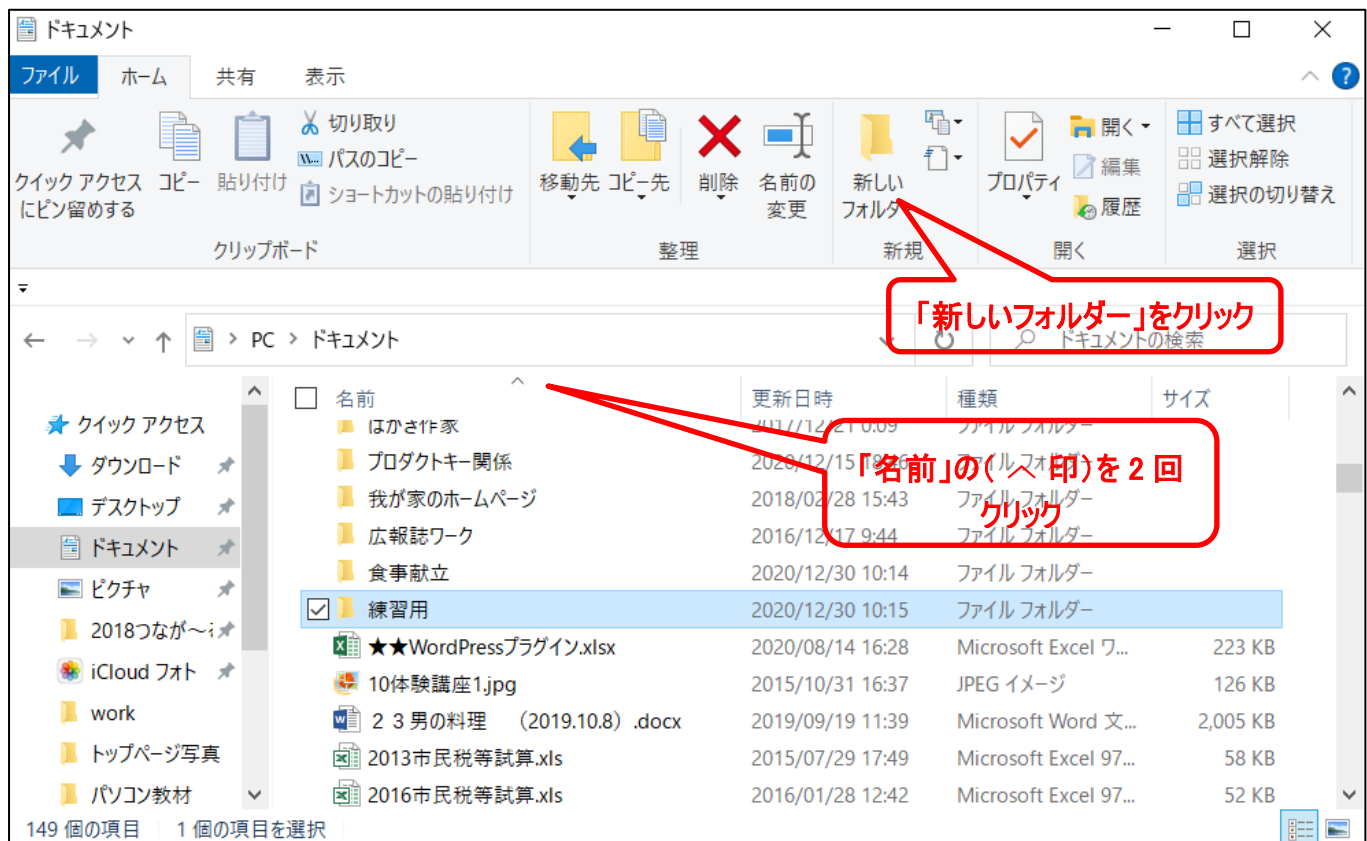 ドキュメント
ファイル ホーム 共有 表示
クイック アクセス
にピン留めする
コピー
貼り付け
切り取り
パスのコピー
ショートカットの貼り付け
クリップボード
移動先
コピー先
削除
名前の
変更
整理
新しい
フォルダー
新規
プロパティ
開く
編集
履歴
開く
すべて選択
選択解除
選択の切り替え
選択
「新しいフォルダー」をクリック
PC ドキュメント
ドキュメントの検索
名前 更新日時 種類 サイズ
クイック アクセス
ダウンロード
デスクトップ
ドキュメント
ピクチャ
2018つなが～
iCloud フォト
work
トップページ写真
パソコン教材
はがき作家 2017/12/21 0:09 ファイル フォルダー
プロダクトキー関係 2020/12/15 ファイル フォルダー
我が家のホームページ 2018/02/28 15:43 ファイル フォルダー
広報誌ワーク 2016/12/17 9:44 ファイル フォルダー
食事献立 2020/12/30 10:14 ファイル フォルダー
練習用 2020/12/30 10:15 ファイル フォルダー
★★WordPressプラグイン.xlsx 2020/08/14 16:28 Microsoft Excel ワ... 223 KB
10体験講座1.jpg 2015/10/31 16:37 JPEG イメージ 126 KB
２３男の料理　（2019.10.8）.docx 2019/09/19 11:39 Microsoft Word 文... 2,005 KB
2013市民税等試算.xls 2015/07/29 17:49 Microsoft Excel 97... 58 KB
2016市民税等試算.xls 2016/01/28 12:42 Microsoft Excel 97... 52 KB
「名前」の( ヘ 印)を２回
クリック
149 個の項目 1 個の項目を選択